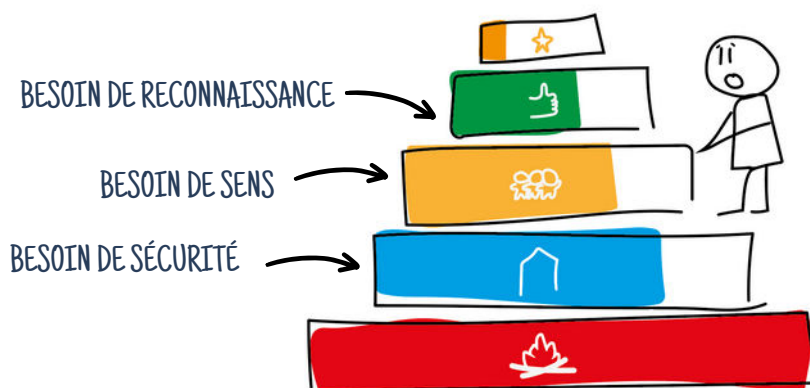 BESOIN DE RECONNAISSANCE
BESOIN DE SENS
BESOIN DE SÉCURITÉ